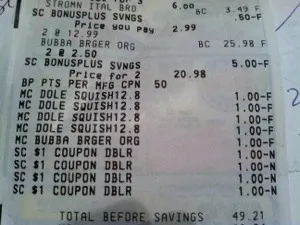 STROMN ITAL BRD BC 3.49 F
SC BONUSPLUS SVNGS .50-F
Price you Pay 2.99
2 @ 12.99
BUBBA BRGER ORG BC 25.98 F
2 @ 2.50
SC BONUSPLUS SVNGS 5.00-F
Price for 2 20.98
BP PTS PER MFG CPN 50
MC DOLE SQUISH12.8 1.00-F
MC DOLE SQUISH12.8 1.00-F
MC DOLE SQUISH12.8 1.00-F
MC DOLE SQUISH12.8 1.00-F
MC BUBBA BRGER ORG 1.00-F
SC $1 COUPON DBLR 1.00-N
SC $1 COUPON DBLR 1.00-N
SC $1 COUPON DBLR 1.00-N
SC $1 COUPON DBLR 1.00-N
TOTAL BEFORE SAVINGS 49.21